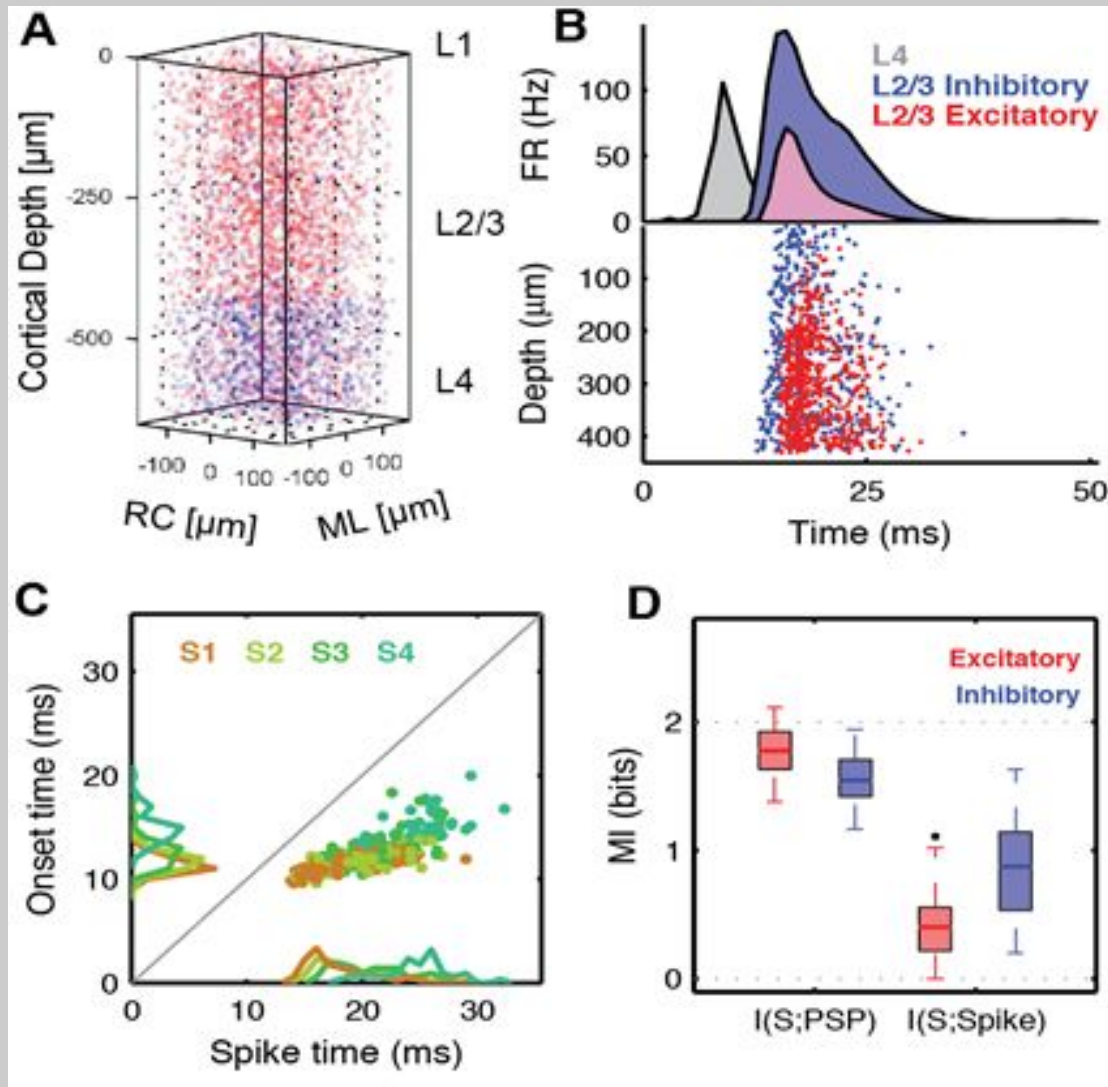 A
0
-250
-500
Cortical Depth [µm]
L1
L2/3
L4
-100 0 100
-100 0 100
RC [µm]
ML [µm]
B
L4
L2/3 Inhibitory
L2/3 Excitatory
100
50
0
FR (Hz)
100
200
300
400
Depth (µm)
0 25 50
Time (ms)
C
S1 S2 S3 S4
30
20
10
0
Onset time (ms)
0 10 20 30
Spike time (ms)
D
Excitatory
Inhibitory
2
1
0
MI (bits)
I(S;PSP) I(S;Spike)